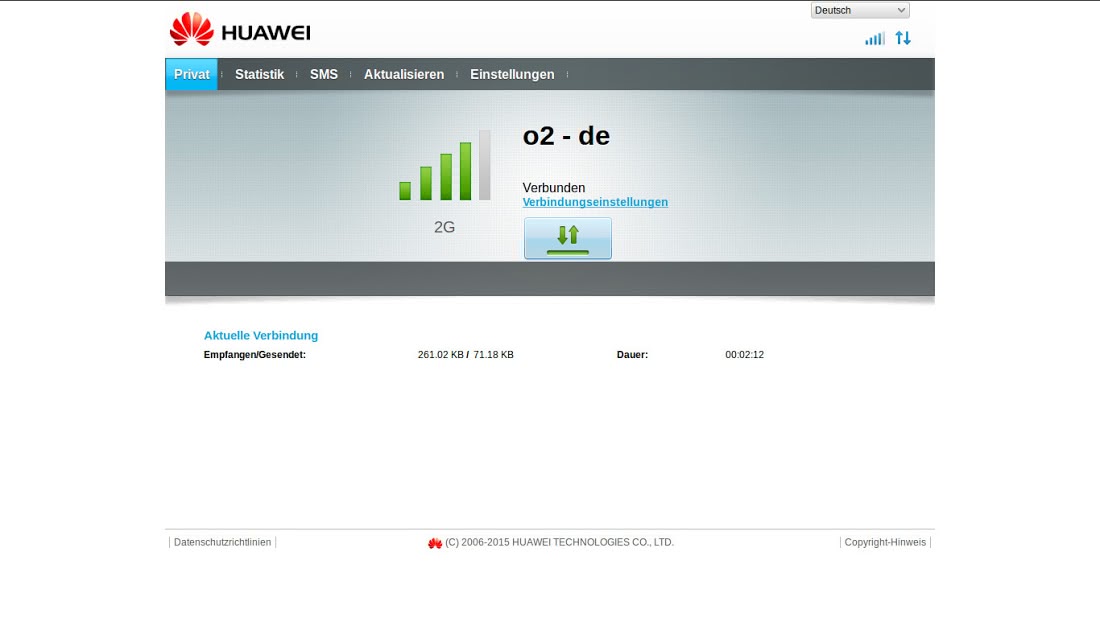 Deutsch
HUAWEI
Privat Statistik SMS Aktualisieren Einstellungen
o2 - de
Verbunden
Verbindungseinstellungen
2G
Aktuelle Verbindung
Empfangen/Gesendet: 261.02 KB / 71.18 KB Dauer: 00:02:12
Datenschutzrichtlinien (C) 2006-2015 HUAWEI TECHNOLOGIES CO., LTD. Copyright-Hinweis